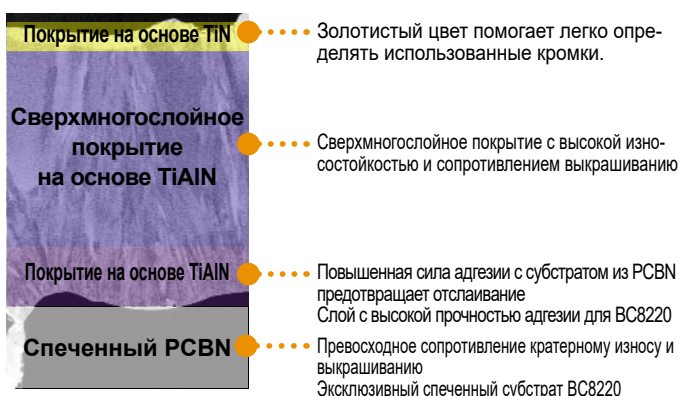 Покрытие на основе TiN
Золотистый цвет помогает легко опре-
делять использованные кромки.
Сверхмногослойное
покрытие
на основе TiAlN
Сверхмногослойное покрытие с высокой изно-
состойкостью и сопротивлением выкрашиванию
Покрытие на основе TiAlN
Повышенная сила адгезии с субстратом из PCBN
предотвращает отслаивание
Слой с высокой прочностью адгезии для BC8220
Спеченный PCBN
Превосходное сопротивление кратерному износу и
выкрашиванию
Эксклюзивный спеченный субстрат BC8220